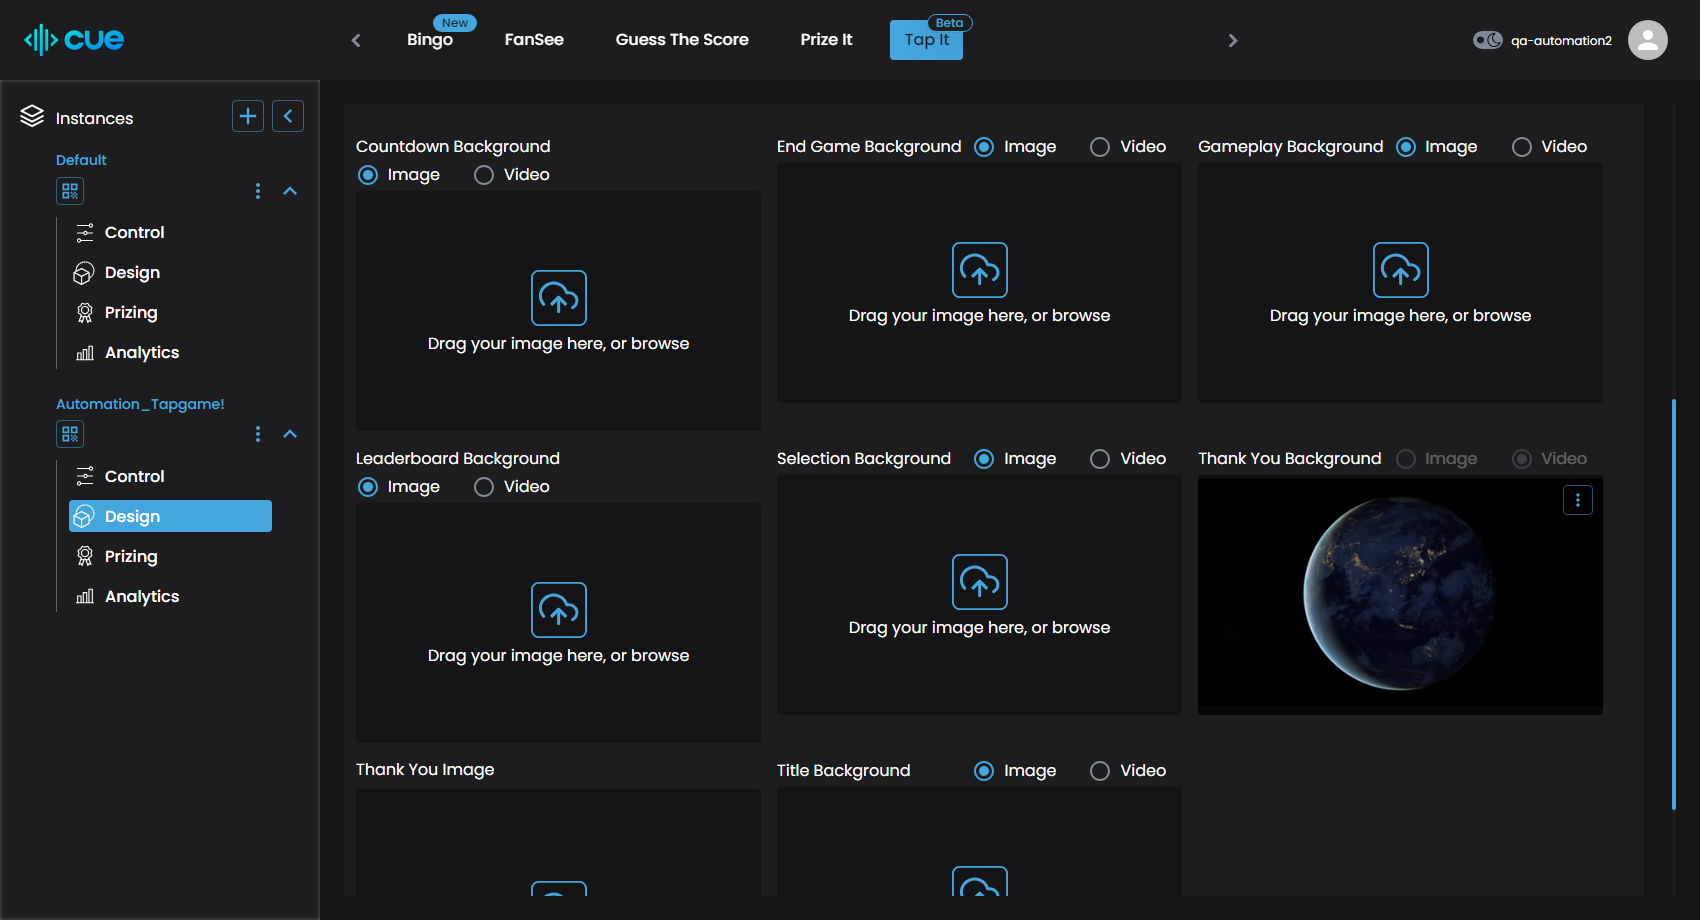 cue
New
Bingo
FanSee
Guess The Score
Prize It
Beta
Tap It
qa-automation2
Instances
Default
Control
Design
Prizing
Analytics
Automation_Tapgame!
Control
Design
Prizing
Analytics
Countdown Background
Image Video
Drag your image here, or browse
End Game Background Image Video
Drag your image here, or browse
Gameplay Background Image Video
Drag your image here, or browse
Leaderboard Background
Image Video
Drag your image here, or browse
Selection Background Image Video
Drag your image here, or browse
Thank You Background Image Video
Thank You Image
Title Background Image Video